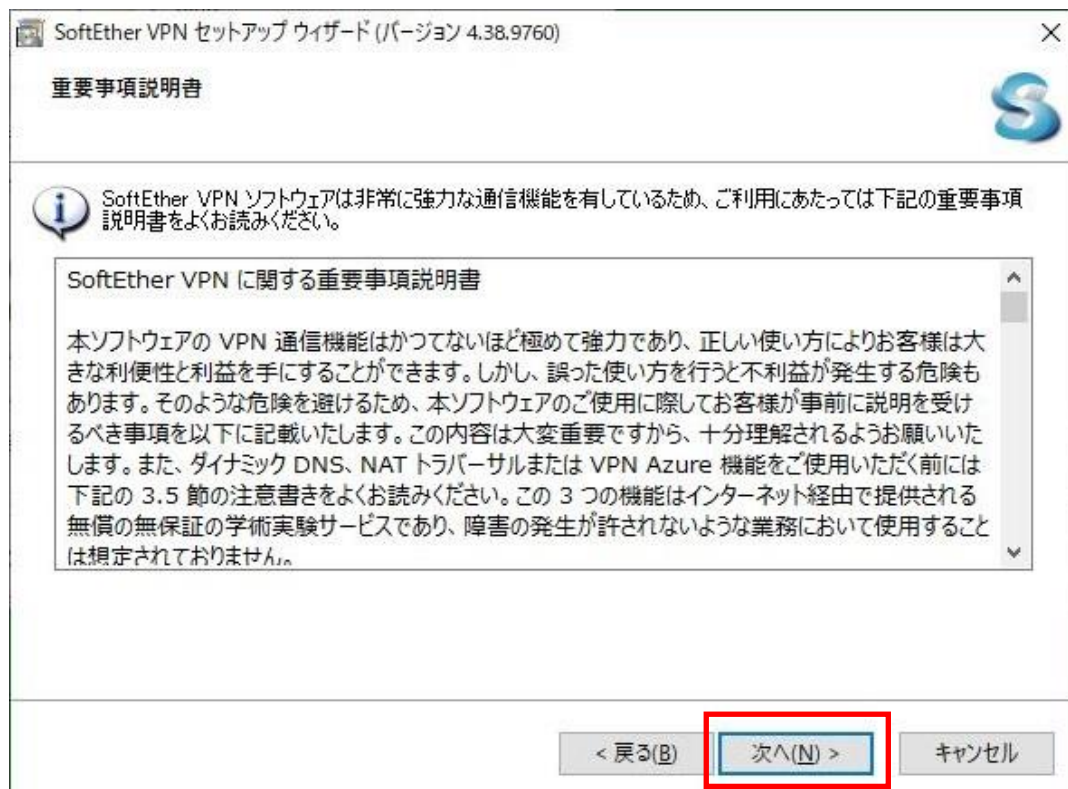 SoftEther VPN セットアップ ウィザード (バージョン 4.38.9760)
重要事項説明書
SoftEther VPN ソフトウェアは非常に強力な通信機能を有しているため、ご利用にあたっては下記の重要事項
説明書をよくお読みください。
SoftEther VPN に関する重要事項説明書
本ソフトウェアの VPN 通信機能はかつてないほど極めて強力であり、正しい使い方によりお客様は大
きな利便性と利益を手にすることができます。しかし、誤った使い方を行うと不利益が発生する危険も
あります。そのような危険を避けるため、本ソフトウェアのご使用に際してお客様が事前に説明を受け
るべき事項を以下に記載いたします。この内容は大変重要ですから、十分理解されるようお願いいた
します。また、ダイナミック DNS、NAT トラバーサルまたは VPN Azure 機能をご使用いただく前には
下記の 3.5 節の注意書きをよくお読みください。この 3 つの機能はインターネット経由で提供される
無償の無保証の学術実験サービスであり、障害の発生が許されないような業務において使用すること
は想定されておりません。
< 戻る(B)
次へ(N) >
キャンセル